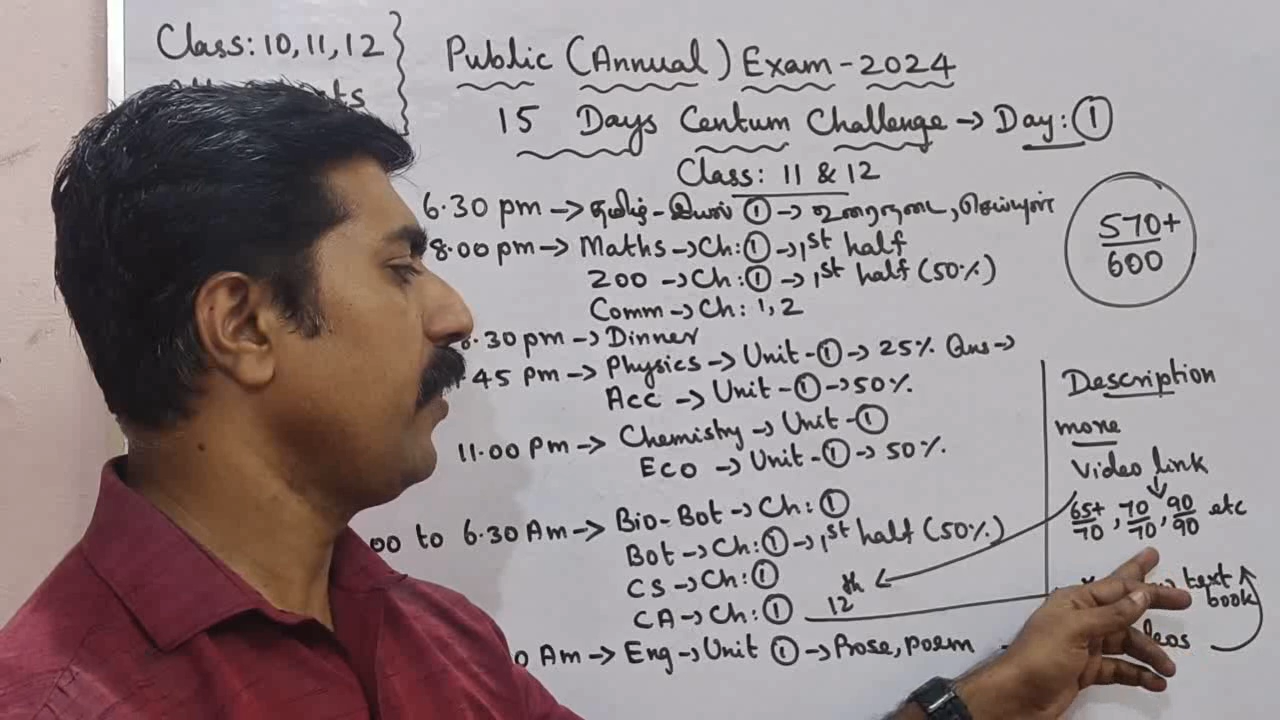 Class: 10, 11, 12
Public (Annual) Exam - 2024
15 Days Centum Challenge → Day: ①
Class: 11 & 12
6.30 pm → தமிழ் - இயல் ① → உரைநடை, செய்யுள்
8.00 pm → Maths → Ch: ① → 1st half
200 → Ch: ① → 1st half (50%)
Comm → Ch: 1, 2
570+
600
.30 pm → Dinner
45 pm → Physics → Unit - ① → 25% Qns →
Acc → Unit - ① → 50%
11.00 Pm → Chemistry → Unit - ①
Eco → Unit - ① → 50%
00 to 6.30 Am → Bio-Bot → Ch: ①
Bot → Ch: ① → 1st half (50%)
CS → Ch: ①
CA → Ch: ① 12th
0 Am → Eng → Unit ① → Prose, poem
Description
more
Video link
65+/70, 70/70, 90/90 etc
text
book